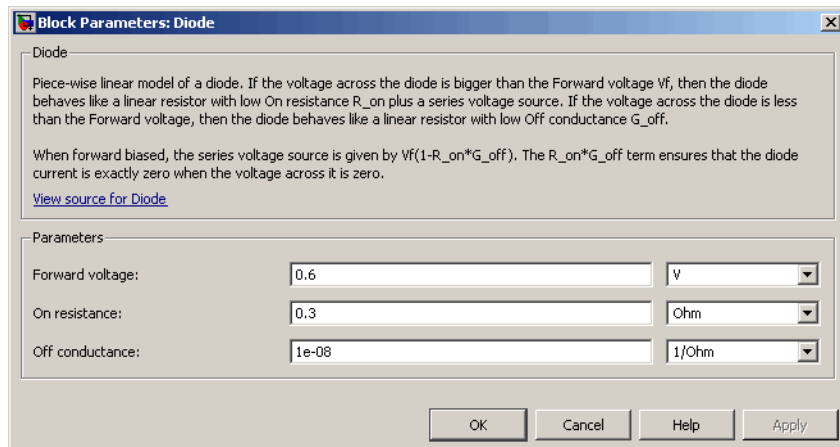 Block Parameters: Diode
Diode
Piece-wise linear model of a diode. If the voltage across the diode is bigger than the Forward voltage Vf, then the diode
behaves like a linear resistor with low On resistance R_on plus a series voltage source. If the voltage across the diode is less
than the Forward voltage, then the diode behaves like a linear resistor with low Off conductance G_off.
When forward biased, the series voltage source is given by Vf(1-R_on*G_off). The R_on*G_off term ensures that the diode
current is exactly zero when the voltage across it is zero.
View source for Diode
Parameters
Forward voltage: 0.6 V
On resistance: 0.3 Ohm
Off conductance: 1e-08 1/Ohm
OK Cancel Help Apply